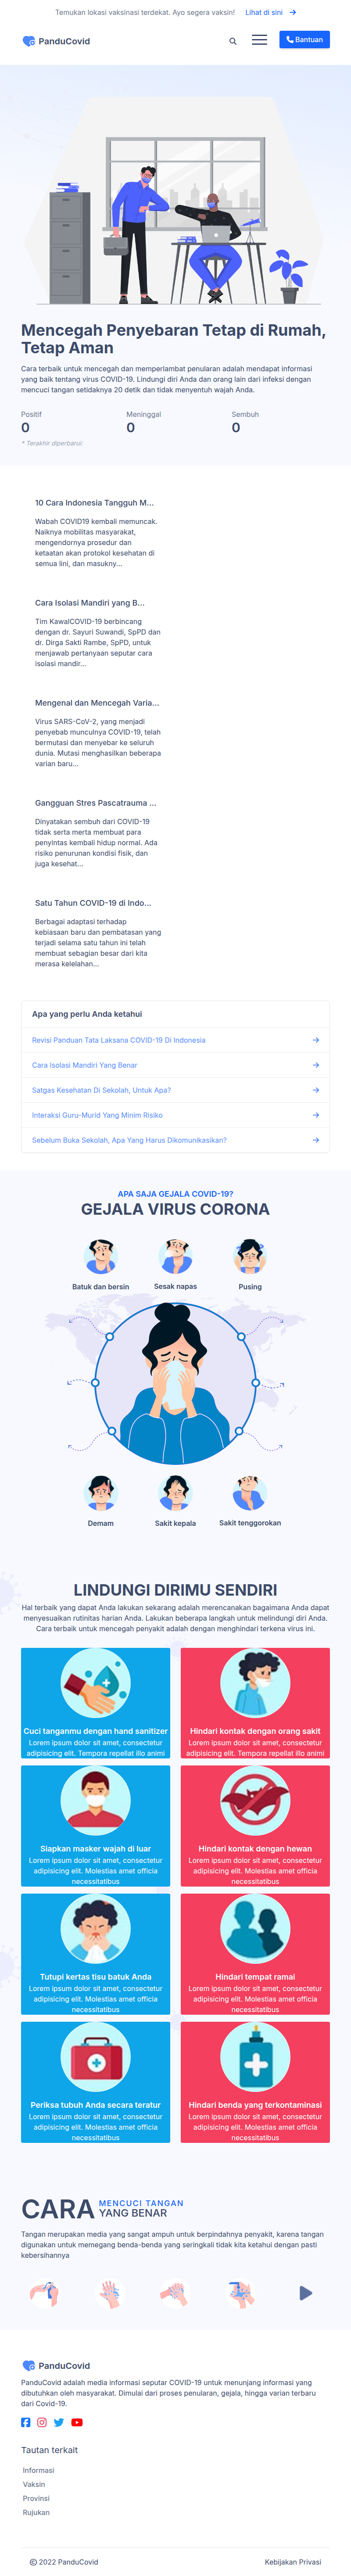 Temukan lokasi vaksinasi terdekat. Ayo segera vaksin! Lihat di sini
PanduCovid
Bantuan
Mencegah Penyebaran Tetap di Rumah,
Tetap Aman
Cara terbaik untuk mencegah dan memperlambat penularan adalah mendapat informasi
yang baik tentang virus COVID-19. Lindungi diri Anda dan orang lain dari infeksi dengan
mencuci tangan setidaknya 20 detik dan tidak menyentuh wajah Anda.
Positif Meninggal Sembuh
0 0 0
* Terakhir diperbarui:
10 Cara Indonesia Tangguh M...
Wabah COVID19 kembali memuncak.
Naiknya mobilitas masyarakat,
mengendornya prosedur dan
ketaatan akan protokol kesehatan di
semua lini, dan masukny...
Cara Isolasi Mandiri yang B...
Tim KawalCOVID-19 berbincang
dengan dr. Sayuri Suwandi, SpPD dan
dr. Dirga Sakti Rambe, SpPD, untuk
menjawab pertanyaan seputar cara
isolasi mandir...
Mengenal dan Mencegah Varia...
Virus SARS-CoV-2, yang menjadi
penyebab munculnya COVID-19, telah
bermutasi dan menyebar ke seluruh
dunia. Mutasi menghasilkan beberapa
varian baru...
Gangguan Stres Pascatrauma ...
Dinyatakan sembuh dari COVID-19
tidak serta merta membuat para
penyintas kembali hidup normal. Ada
risiko penurunan kondisi fisik, dan
juga kesehat...
Satu Tahun COVID-19 di Indo...
Berbagai adaptasi terhadap
kebiasaan baru dan pembatasan yang
terjadi selama satu tahun ini telah
membuat sebagian besar dari kita
merasa kelelahan...
Apa yang perlu Anda ketahui
Revisi Panduan Tata Laksana COVID-19 Di Indonesia
Cara Isolasi Mandiri Yang Benar
Satgas Kesehatan Di Sekolah, Untuk Apa?
Interaksi Guru-Murid Yang Minim Risiko
Sebelum Buka Sekolah, Apa Yang Harus Dikomunikasikan?
APA SAJA GEJALA COVID-19?
GEJALA VIRUS CORONA
Batuk dan bersin Sesak napas Pusing
Demam Sakit kepala Sakit tenggorokan
LINDUNGI DIRIMU SENDIRI
Hal terbaik yang dapat Anda lakukan sekarang adalah merencanakan bagaimana Anda dapat
menyesuaikan rutinitas harian Anda. Lakukan beberapa langkah untuk melindungi diri Anda.
Cara terbaik untuk mencegah penyakit adalah dengan menghindari terkena virus ini.
Cuci tanganmu dengan hand sanitizer
Lorem ipsum dolor sit amet, consectetur
adipisicing elit. Tempora repellat illo animi
Hindari kontak dengan orang sakit
Lorem ipsum dolor sit amet, consectetur
adipisicing elit. Tempora repellat illo animi
Siapkan masker wajah di luar
Lorem ipsum dolor sit amet, consectetur
adipisicing elit. Molestias amet officia
necessitatibus
Hindari kontak dengan hewan
Lorem ipsum dolor sit amet, consectetur
adipisicing elit. Molestias amet officia
necessitatibus
Tutupi kertas tisu batuk Anda
Lorem ipsum dolor sit amet, consectetur
adipisicing elit. Molestias amet officia
necessitatibus
Hindari tempat ramai
Lorem ipsum dolor sit amet, consectetur
adipisicing elit. Molestias amet officia
necessitatibus
Periksa tubuh Anda secara teratur
Lorem ipsum dolor sit amet, consectetur
adipisicing elit. Molestias amet officia
necessitatibus
Hindari benda yang terkontaminasi
Lorem ipsum dolor sit amet, consectetur
adipisicing elit. Molestias amet officia
necessitatibus
CARA
MENCUCI TANGAN
YANG BENAR
Tangan merupakan media yang sangat ampuh untuk berpindahnya penyakit, karena tangan
digunakan untuk memegang benda-benda yang seringkali tidak kita ketahui dengan pasti
kebersihannya
PanduCovid
PanduCovid adalah media informasi seputar COVID-19 untuk menunjang informasi yang
dibutuhkan oleh masyarakat. Dimulai dari proses penularan, gejala, hingga varian terbaru
dari Covid-19.
Tautan terkait
Informasi
Vaksin
Provinsi
Rujukan
© 2022 PanduCovid Kebijakan Privasi